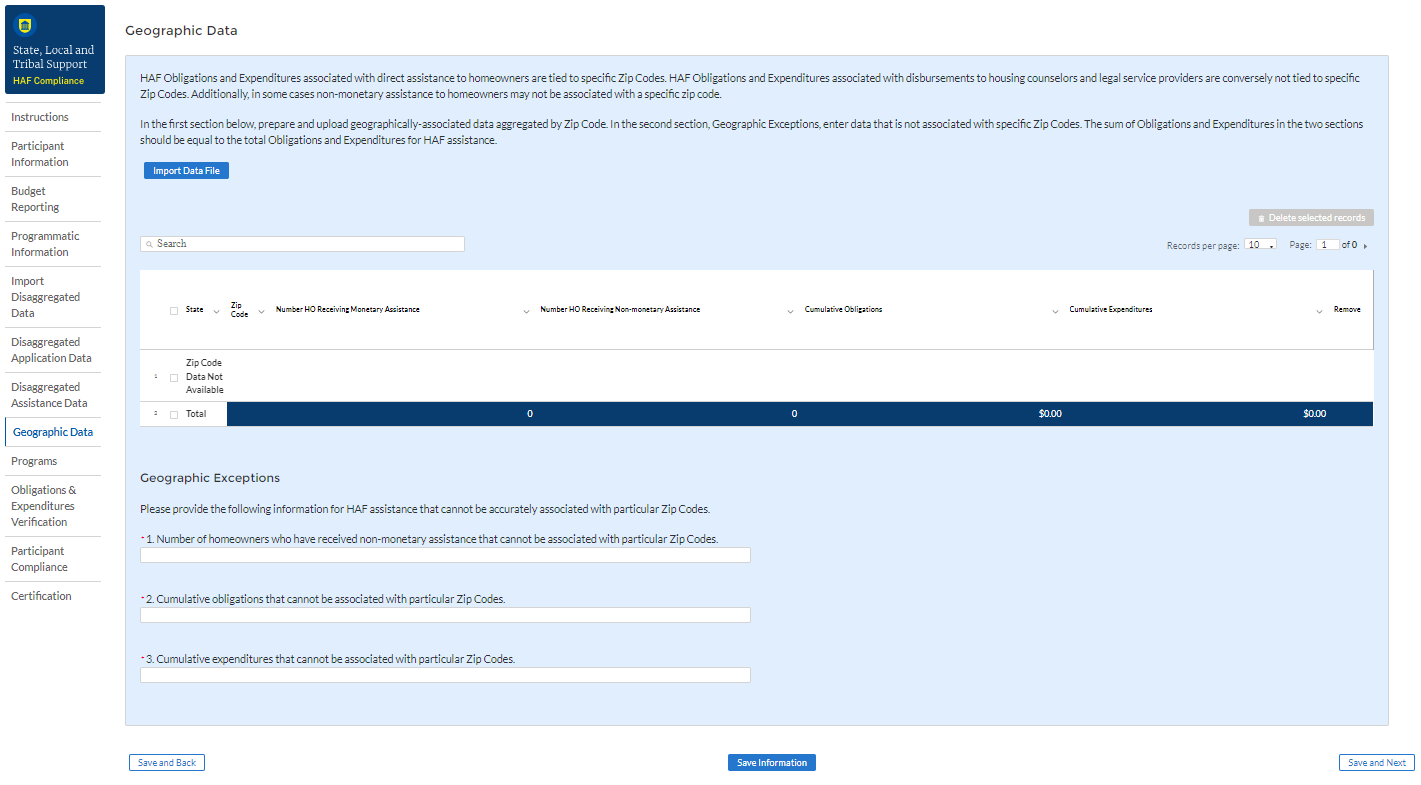 State, Local and
Tribal Support
HAF Compliance
Instructions
Participant
Information
Budget
Reporting
Programmatic
Information
Import
Disaggregated
Data
Disaggregated
Application Data
Disaggregated
Assistance Data
Geographic Data
Programs
Obligations &
Expenditures
Verification
Participant
Compliance
Certification
Geographic Data
HAF Obligations and Expenditures associated with direct assistance to homeowners are tied to specific Zip Codes. HAF Obligations and Expenditures associated with disbursements to housing counselors and legal service providers are conversely not tied to specific
Zip Codes. Additionally, in some cases non-monetary assistance to homeowners may not be associated with a specific zip code.
In the first section below, prepare and upload geographically-associated data aggregated by Zip Code. In the second section, Geographic Exceptions, enter data that is not associated with specific Zip Codes. The sum of Obligations and Expenditures in the two sections
should be equal to the total Obligations and Expenditures for HAF assistance.
Import Data File
Delete selected records
Search
Records per page: 10 Page: 1 of 0
State Zip Code Number HO Receiving Monetary Assistance Number HO Receiving Non-monetary Assistance Cumulative Obligations Cumulative Expenditures Remove
1 Zip Code
Data Not
Available
2 Total 0 0 $0.00 $0.00
Geographic Exceptions
Please provide the following information for HAF assistance that cannot be accurately associated with particular Zip Codes.
* 1. Number of homeowners who have received non-monetary assistance that cannot be associated with particular Zip Codes.
* 2. Cumulative obligations that cannot be associated with particular Zip Codes.
* 3. Cumulative expenditures that cannot be associated with particular Zip Codes.
Save and Back
Save Information
Save and Next